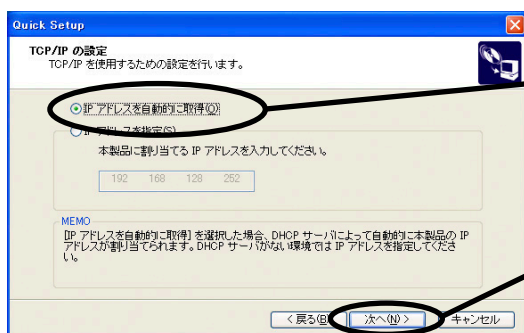 Quick Setup
TCP/IP の設定
TCP/IP を使用するための設定を行います。
IP アドレスを自動的に取得(O)
IP アドレスを指定(S)
本製品に割り当てる IP アドレスを入力してください。
192 168 128 252
MEMO
[IP アドレスを自動的に取得] を選択した場合、DHCP サーバによって自動的に本製品の IP
アドレスが割り当てられます。DHCP サーバがない環境では IP アドレスを指定してくださ
い。
< 戻る(B)
次へ(N) >
キャンセル